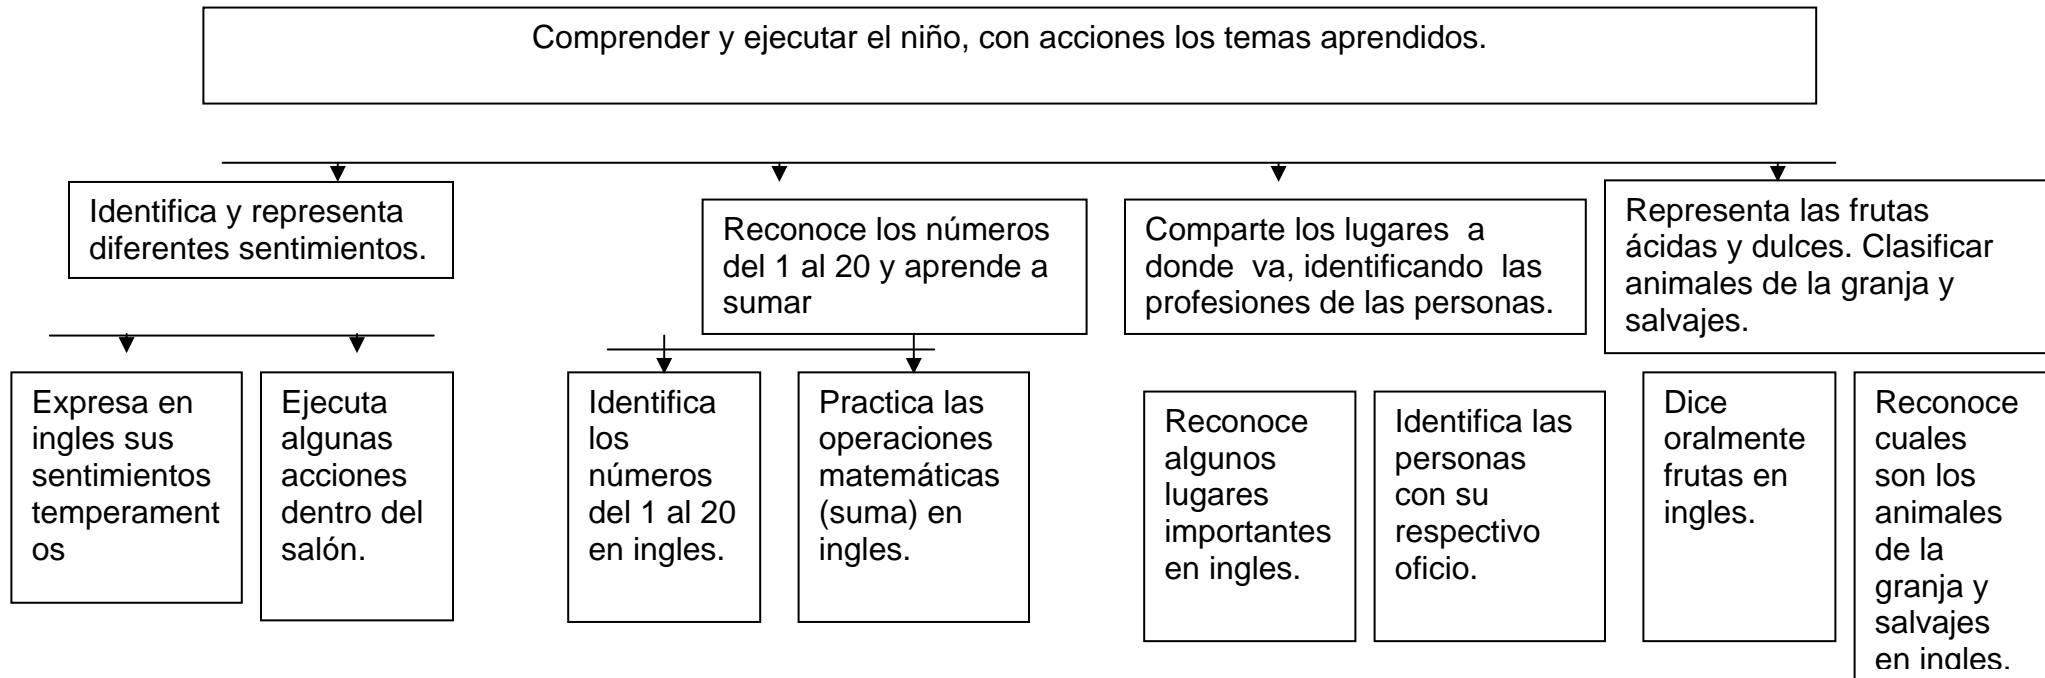 Comprender y ejecutar el niño, con acciones los temas aprendidos.
Identifica y representa
diferentes sentimientos.
Reconoce los números
del 1 al 20 y aprende a
sumar
Comparte los lugares a
donde va, identificando las
profesiones de las personas.
Representa las frutas
ácidas y dulces. Clasificar
animales de la granja y
salvajes.
Expresa en
ingles sus
sentimientos
temperament
os
Ejecuta
algunas
acciones
dentro del
salón.
Identifica
los
números
del 1 al 20
en ingles.
Practica las
operaciones
matemáticas
(suma) en
ingles.
Reconoce
algunos
lugares
importantes
en ingles.
Identifica las
personas
con su
respectivo
oficio.
Dice
oralmente
frutas en
ingles.
Reconoce
cuales
son los
animales
de la
granja y
salvajes
en ingles.